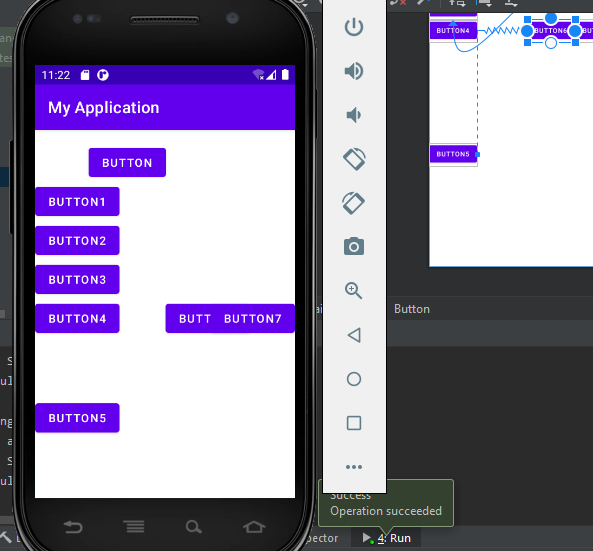 11:22
My Application
BUTTON
BUTTON1
BUTTON2
BUTTON3
BUTTON4
BUTT
BUTTON7
BUTTON5
BUTTON4
BUTTON6
BUTTON5
Button
Success
Operation succeeded
4: Run